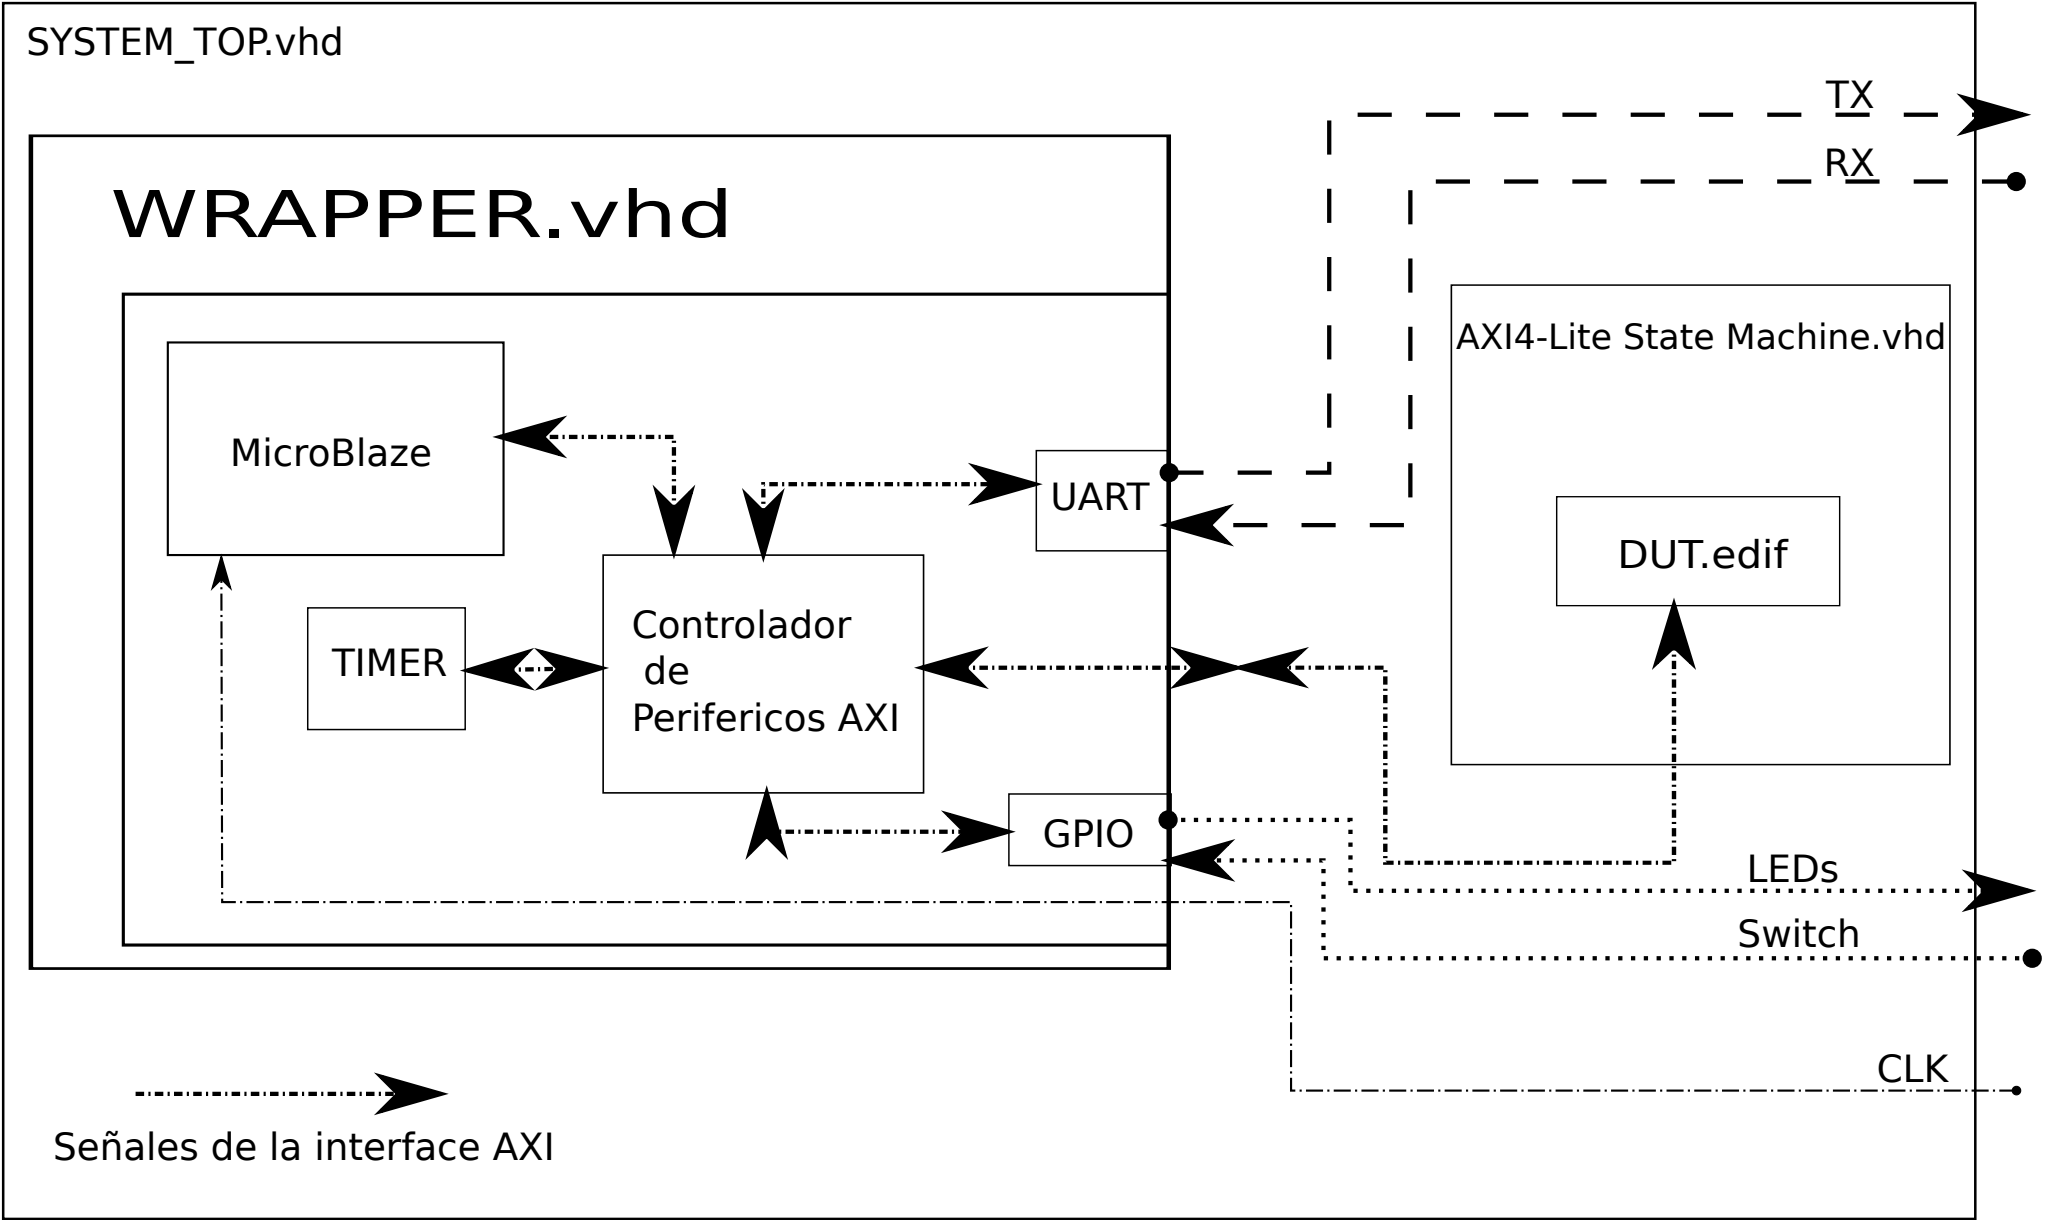 SYSTEM_TOP.vhd
TX
RX
WRAPPER.vhd
AXI4-Lite State Machine.vhd
MicroBlaze
UART
DUT.edif
TIMER
Controlador
de
Perifericos AXI
GPIO
LEDs
Switch
CLK
Señales de la interface AXI